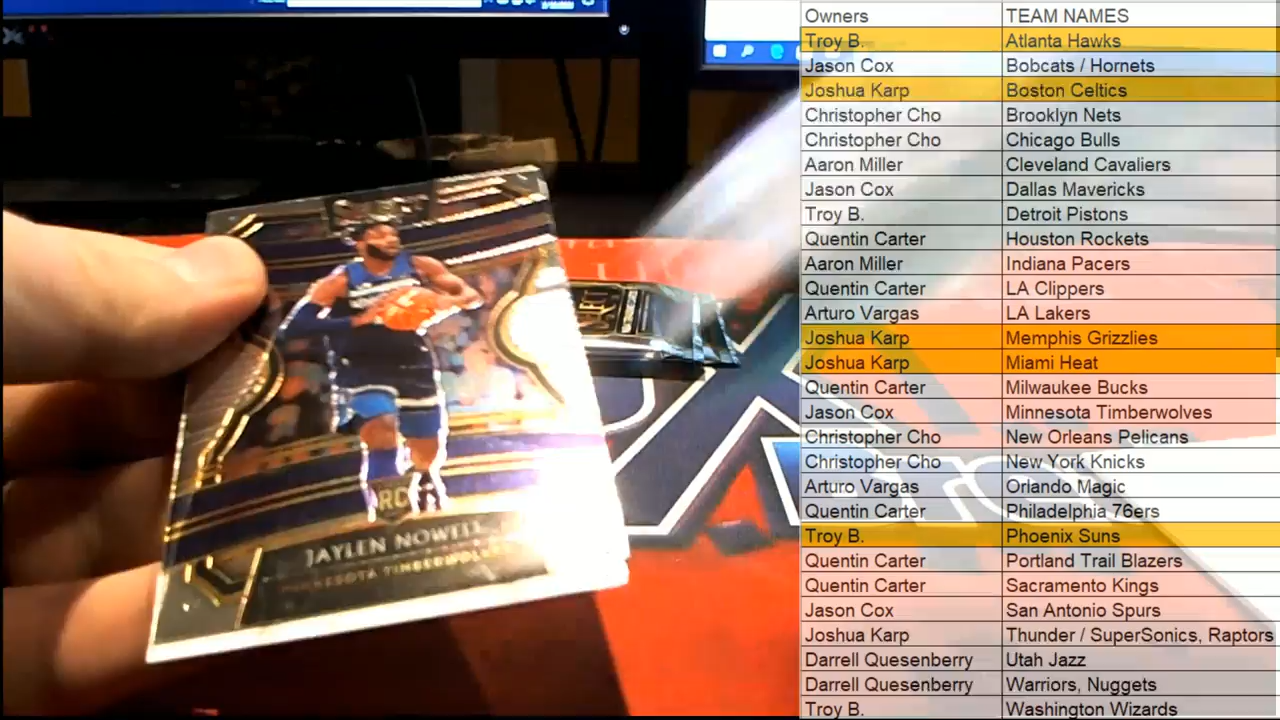 SELECT
RC
JAYLEN NOWELL
MINNESOTA TIMBERWOLVES
Owners TEAM NAMES
Troy B. Atlanta Hawks
Jason Cox Bobcats / Hornets
Joshua Karp Boston Celtics
Christopher Cho Brooklyn Nets
Christopher Cho Chicago Bulls
Aaron Miller Cleveland Cavaliers
Jason Cox Dallas Mavericks
Troy B. Detroit Pistons
Quentin Carter Houston Rockets
Aaron Miller Indiana Pacers
Quentin Carter LA Clippers
Arturo Vargas LA Lakers
Joshua Karp Memphis Grizzlies
Joshua Karp Miami Heat
Quentin Carter Milwaukee Bucks
Jason Cox Minnesota Timberwolves
Christopher Cho New Orleans Pelicans
Christopher Cho New York Knicks
Arturo Vargas Orlando Magic
Quentin Carter Philadelphia 76ers
Troy B. Phoenix Suns
Quentin Carter Portland Trail Blazers
Quentin Carter Sacramento Kings
Jason Cox San Antonio Spurs
Joshua Karp Thunder / SuperSonics, Raptors
Darrell Quesenberry Utah Jazz
Darrell Quesenberry Warriors, Nuggets
Troy B. Washington Wizards